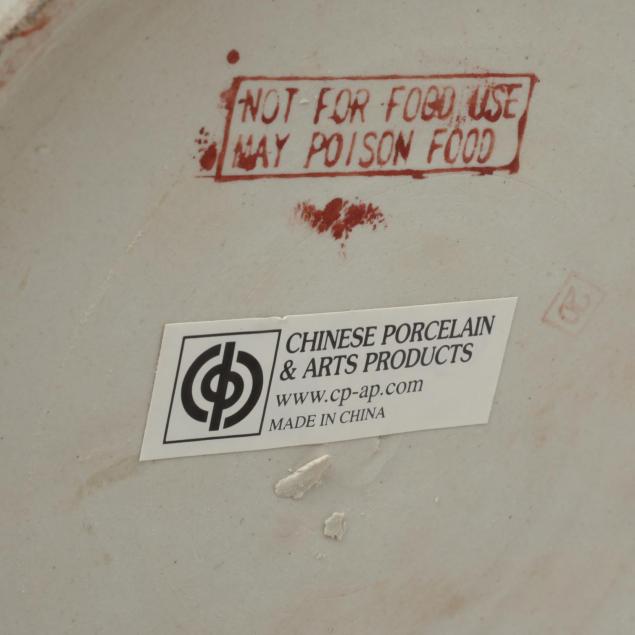 NOT FOR FOOD USE
MAY POISON FOOD
CHINESE PORCELAIN
& ARTS PRODUCTS
www.cp-ap.com
MADE IN CHINA